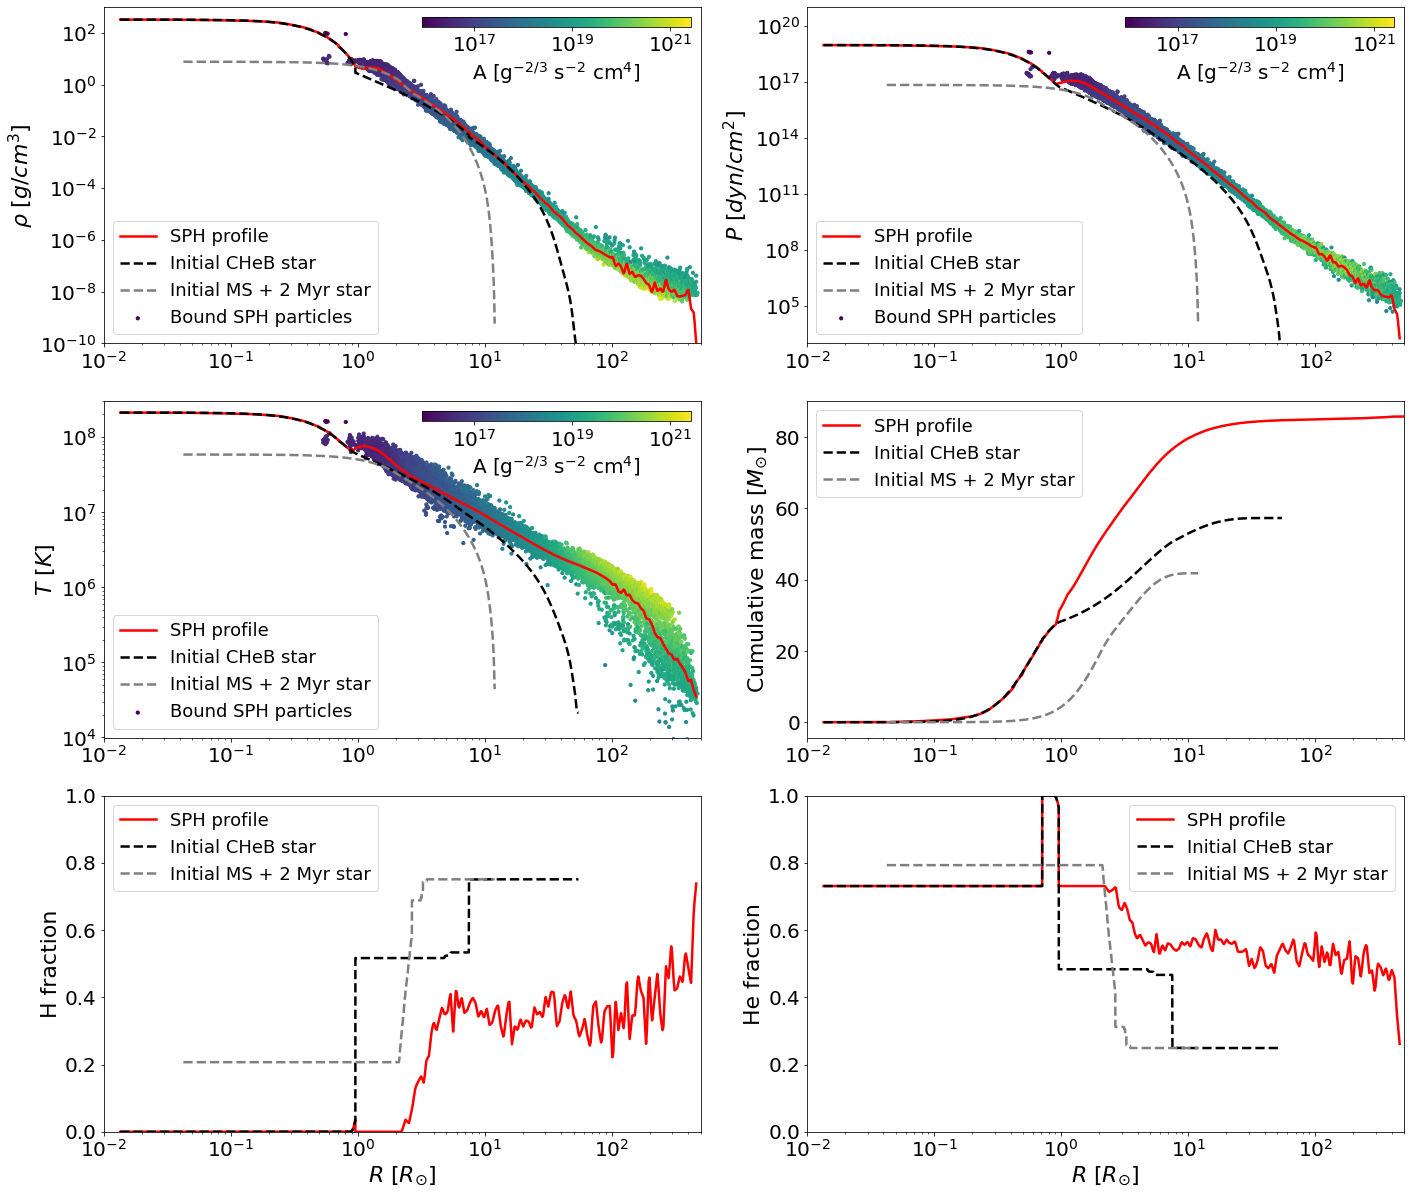 10^17 10^19 10^21
A [g^−2/3 s^−2 cm^4]
10^2
10^0
10^−2
10^−4
10^−6
10^−8
10^−10
ρ [g/cm^3]
SPH profile
Initial CHeB star
Initial MS + 2 Myr star
Bound SPH particles
10^−2 10^−1 10^0 10^1 10^2
10^17 10^19 10^21
A [g^−2/3 s^−2 cm^4]
10^20
10^17
10^14
10^11
10^8
10^5
P [dyn/cm^2]
SPH profile
Initial CHeB star
Initial MS + 2 Myr star
Bound SPH particles
10^−2 10^−1 10^0 10^1 10^2
10^17 10^19 10^21
A [g^−2/3 s^−2 cm^4]
10^8
10^7
10^6
10^5
10^4
T [K]
SPH profile
Initial CHeB star
Initial MS + 2 Myr star
Bound SPH particles
10^−2 10^−1 10^0 10^1 10^2
SPH profile
Initial CHeB star
Initial MS + 2 Myr star
80
60
40
20
0
Cumulative mass [M⊙]
10^−2 10^−1 10^0 10^1 10^2
SPH profile
Initial CHeB star
Initial MS + 2 Myr star
1.0
0.8
0.6
0.4
0.2
0.0
H fraction
10^−2 10^−1 10^0 10^1 10^2
R [R⊙]
SPH profile
Initial CHeB star
Initial MS + 2 Myr star
1.0
0.8
0.6
0.4
0.2
0.0
He fraction
10^−2 10^−1 10^0 10^1 10^2
R [R⊙]